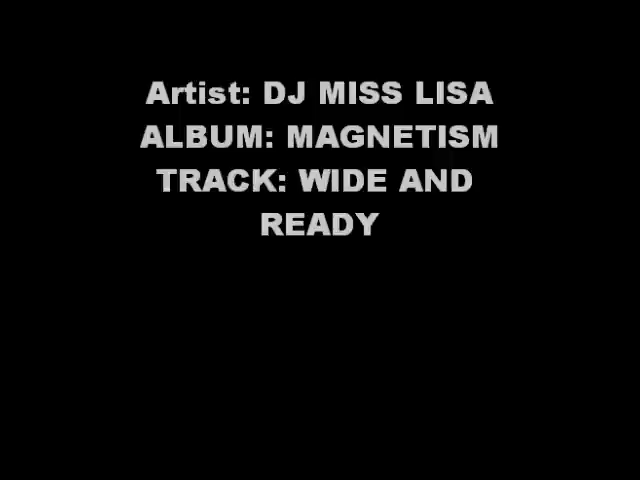 Artist: DJ MISS LISA
ALBUM: MAGNETISM
TRACK: WIDE AND
READY